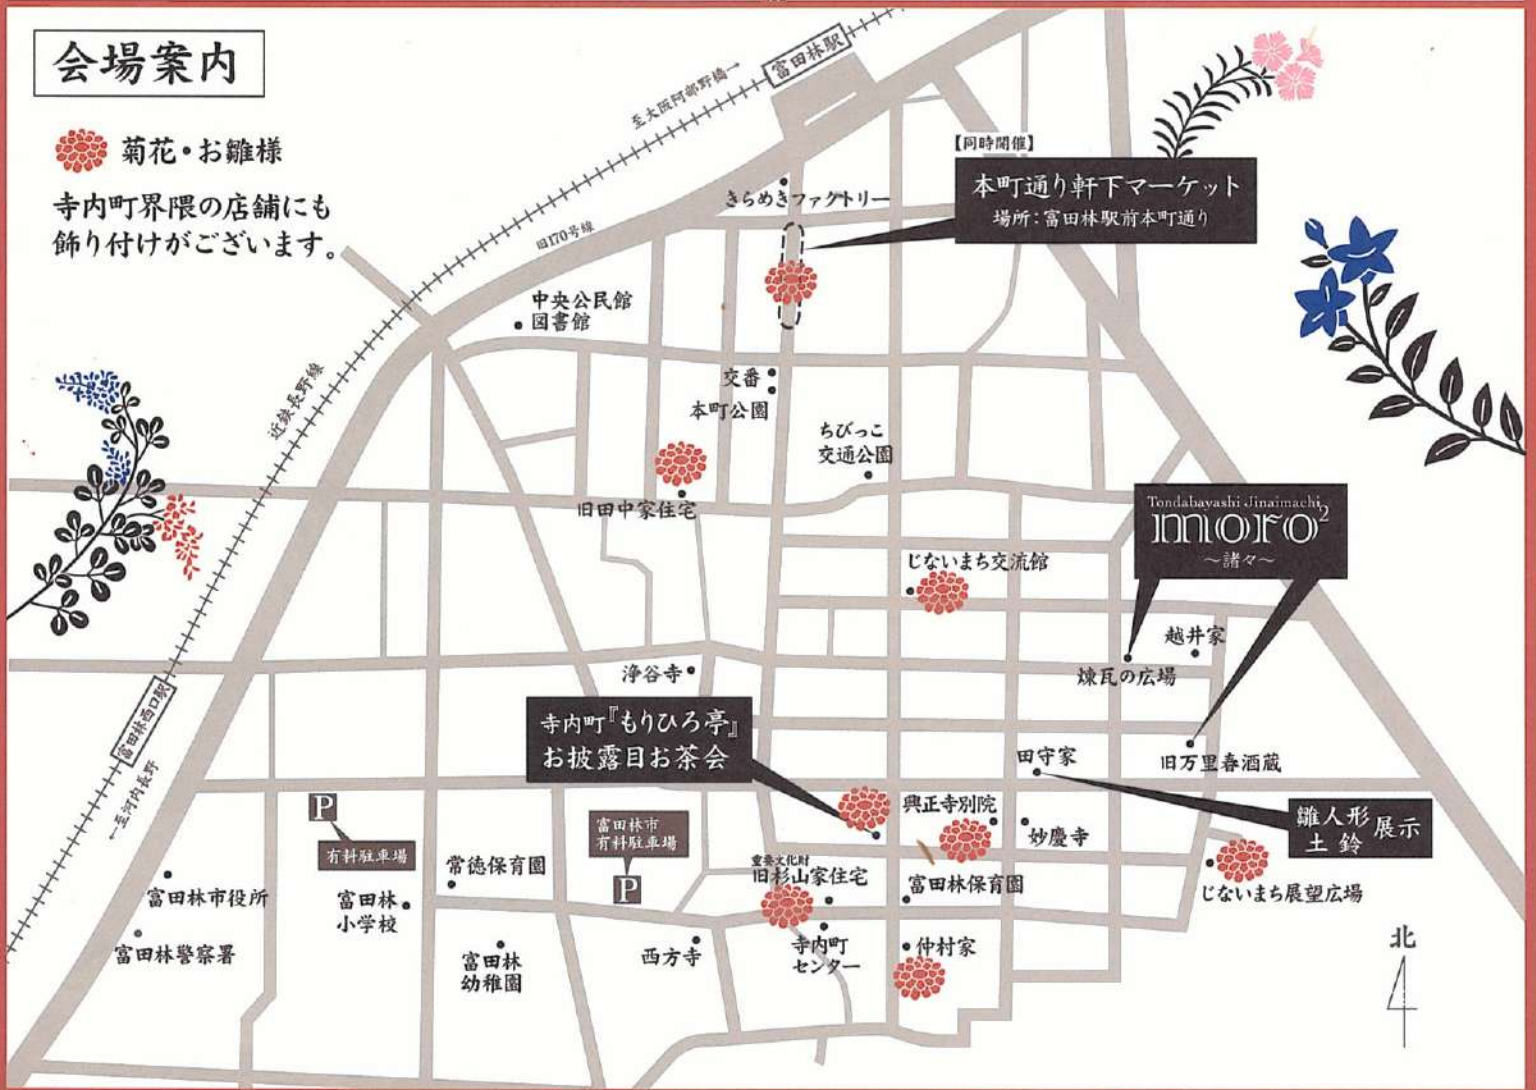 会場案内
菊花・お雛様
寺内町界隈の店舗にも
飾り付けがございます。
富田林駅
至大阪阿部野橋→
【同時開催】
本町通り軒下マーケット
場所:富田林駅前本町通り
きらめきファクトリー
旧170号線
中央公民館
図書館
近鉄長野線
交番
本町公園
ちびっこ
交通公園
旧田中家住宅
Tondabayashi Jinaimachi
moro2
〜諸々〜
じないまち交流館
越井家
煉瓦の広場
浄谷寺
富田林西口駅
寺内町『もりひろ亭』
お披露目お茶会
田守家
旧万里春酒蔵
←至河内長野
P
有料駐車場
富田林市
有料駐車場
P
興正寺別院
妙慶寺
雛人形
土鈴
展示
常徳保育園
重要文化財
旧杉山家住宅
富田林保育園
じないまち展望広場
富田林市役所
富田林
小学校
富田林警察署
富田林
幼稚園
西方寺
寺内町
センター
仲村家
北